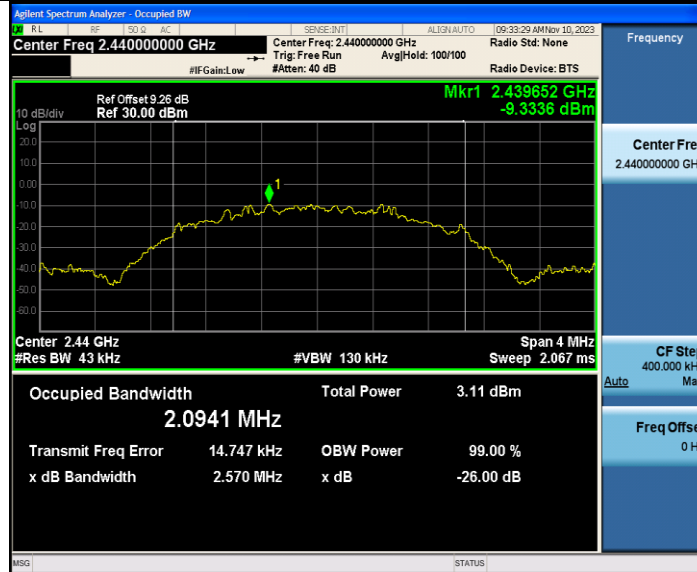 Agilent Spectrum Analyzer - Occupied BW
RL RF 50 Ω AC SENSE:INT ALIGN AUTO 09:33:29 AM Nov 10, 2023
Center Freq 2.440000000 GHz
Center Freq: 2.440000000 GHz
Radio Std: None
Trig: Free Run Avg|Hold: 100/100
#IFGain:Low #Atten: 40 dB Radio Device: BTS
Ref Offset 9.26 dB
10 dB/div Ref 30.00 dBm
Mkr1 2.439652 GHz
-9.3336 dBm
Log
20.0
10.0
0.00
-10.0
-20.0
-30.0
-40.0
-50.0
-60.0
1
Center 2.44 GHz Span 4 MHz
#Res BW 43 kHz #VBW 130 kHz Sweep 2.067 ms
Occupied Bandwidth Total Power 3.11 dBm
2.0941 MHz
Transmit Freq Error 14.747 kHz OBW Power 99.00 %
x dB Bandwidth 2.570 MHz x dB -26.00 dB
MSG STATUS
Frequency
Center Fre
2.440000000 GH
CF Ste
400.000 kH
Auto Ma
Freq Offse
0 H